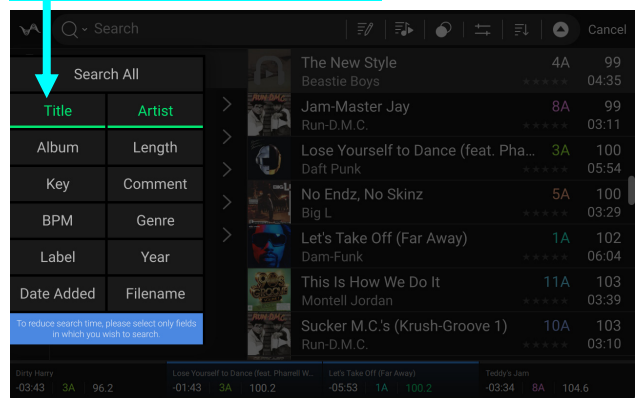 Search
Cancel
Search All
Title Artist
Album Length
Key Comment
BPM Genre
Label Year
Date Added Filename
To reduce search time, please select only fields
in which you wish to search.
The New Style 4A 99
Beastie Boys 04:35
Jam-Master Jay 8A 99
Run-D.M.C. 03:11
Lose Yourself to Dance (feat. Pha... 3A 100
Daft Punk 05:54
No Endz, No Skinz 5A 100
Big L 03:29
Let's Take Off (Far Away) 1A 102
Dam-Funk 06:04
This Is How We Do It 11A 103
Montell Jordan 03:39
Sucker M.C.'s (Krush-Groove 1) 10A 103
Run-D.M.C. 03:10
Dirty Harry Lose Yourself to Dance (feat. Pharrell W... Let's Take Off (Far Away) Teddy's Jam
-03:43 3A 96.2 -01:43 3A 100.2 -05:53 1A 100.2 -03:34 8A 104.6